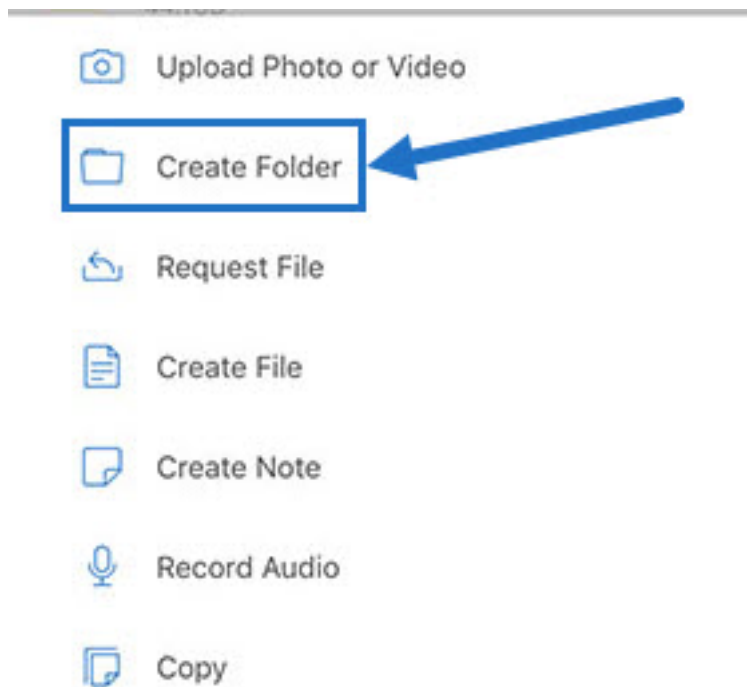 Upload Photo or Video
Create Folder
Request File
Create File
Create Note
Record Audio
Copy